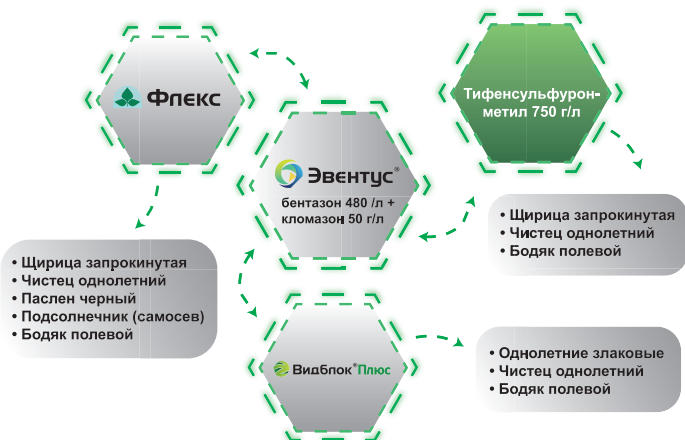 Флекс
Тифенсульфурон-
метил 750 г/л
Эвентус®
бентазон 480 /л +
кломазон 50 г/л
• Щирица запрокинутая
• Чистец однолетний
• Бодяк полевой
• Щирица запрокинутая
• Чистец однолетний
• Паслен черный
• Подсолнечник (самосев)
• Бодяк полевой
Видблок® Плюс
• Однолетние злаковые
• Чистец однолетний
• Бодяк полевой